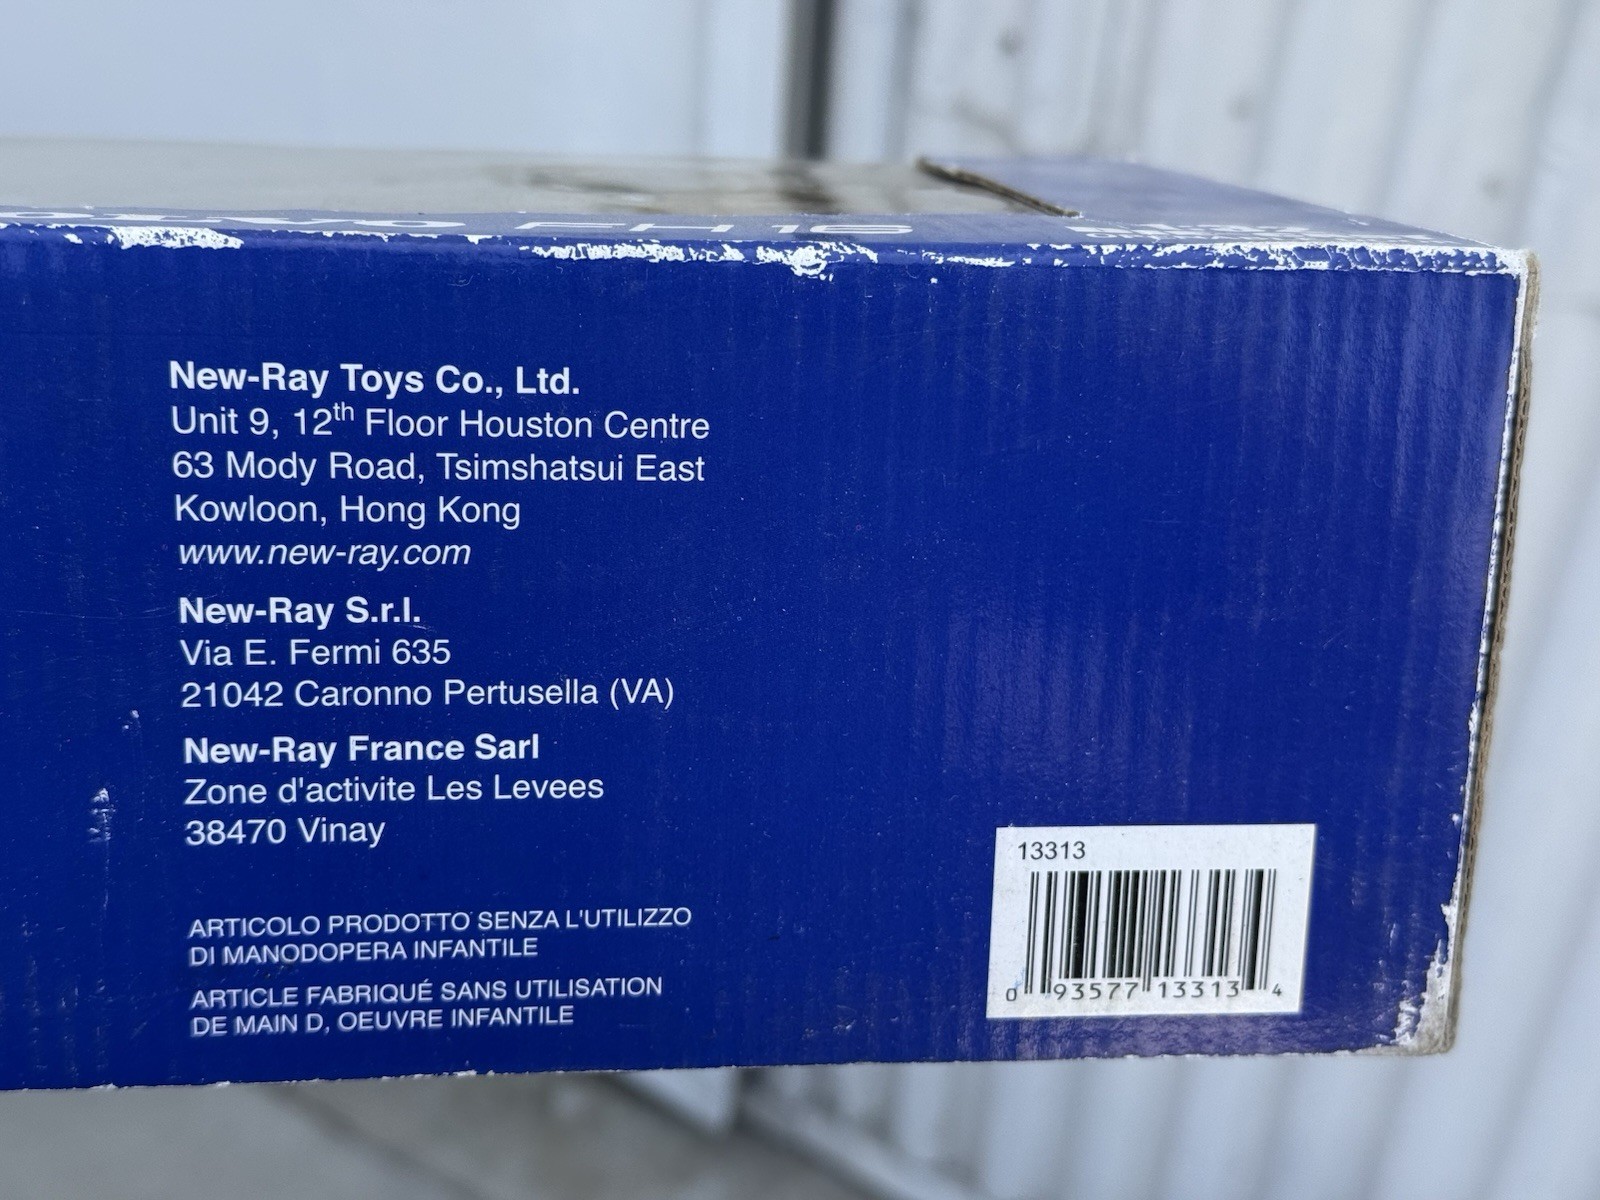 VOLVO FH16
New-Ray Toys Co., Ltd.
Unit 9, 12th Floor Houston Centre
63 Mody Road, Tsimshatsui East
Kowloon, Hong Kong
www.new-ray.com
New-Ray S.r.l.
Via E. Fermi 635
21042 Caronno Pertusella (VA)
New-Ray France Sarl
Zone d'activite Les Levees
38470 Vinay
ARTICOLO PRODOTTO SENZA L'UTILIZZO
DI MANODOPERA INFANTILE
ARTICLE FABRIQUÉ SANS UTILISATION
DE MAIN D, OEUVRE INFANTILE
13313
0 93577 13313 4